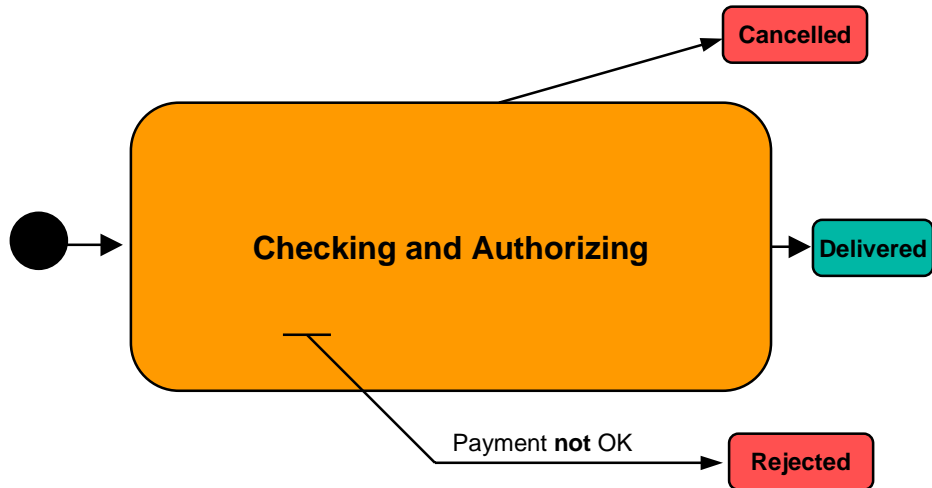 Cancelled
Checking and Authorizing
Delivered
Payment not OK
Rejected